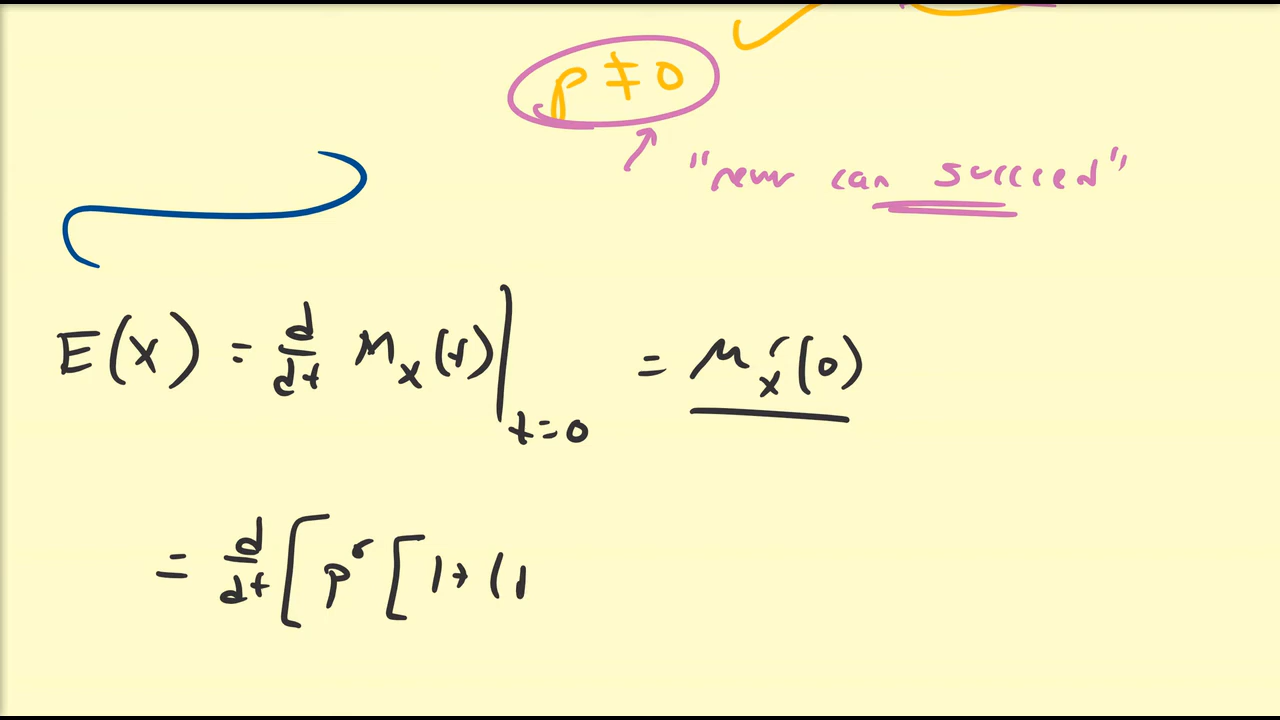 p ≠ 0
"never can succeed"
E(X) = d/dt M_X(t)|_{t=0} = M_X'(0)
= d/dt [p^r [1+(1